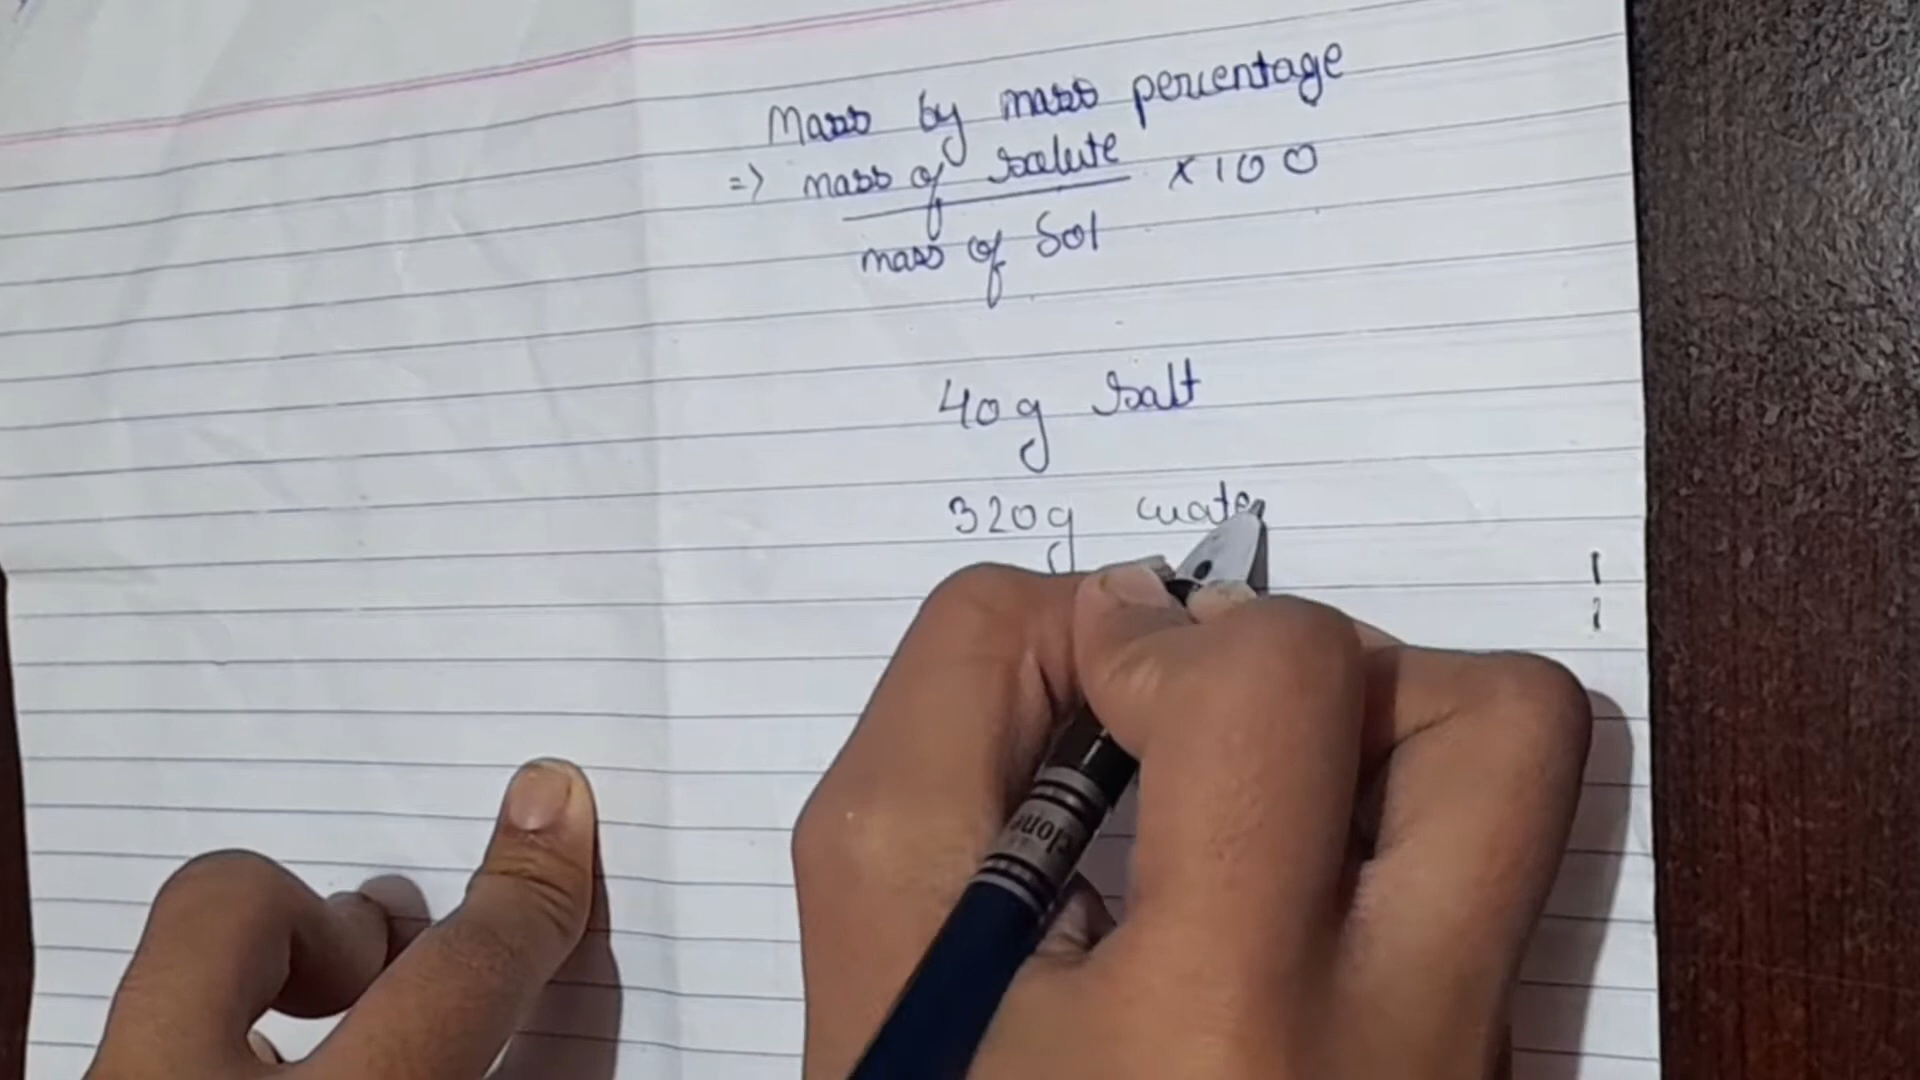 Mass by mass percentage
=> mass of solute × 100
mass of Sol
40g salt
320g water